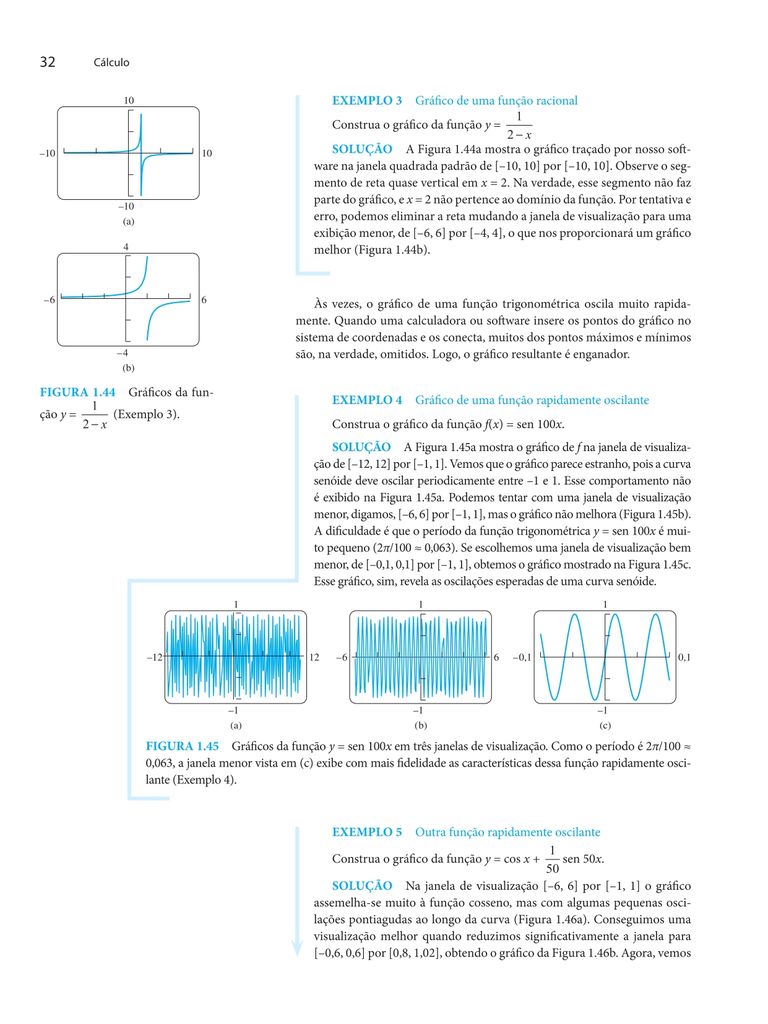 32 Cálculo
10
–10 10
–10
(a)
4
–6 6
–4
(b)
FIGURA 1.44 Gráficos da fun-
ção y = 1/(2 – x) (Exemplo 3).
EXEMPLO 3 Gráfico de uma função racional
Construa o gráfico da função y = 1/(2 – x)
SOLUÇÃO A Figura 1.44a mostra o gráfico traçado por nosso soft-
ware na janela quadrada padrão de [–10, 10] por [–10, 10]. Observe o seg-
mento de reta quase vertical em x = 2. Na verdade, esse segmento não faz
parte do gráfico, e x = 2 não pertence ao domínio da função. Por tentativa e
erro, podemos eliminar a reta mudando a janela de visualização para uma
exibição menor, de [–6, 6] por [–4, 4], o que nos proporcionará um gráfico
melhor (Figura 1.44b).
Às vezes, o gráfico de uma função trigonométrica oscila muito rapida-
mente. Quando uma calculadora ou software insere os pontos do gráfico no
sistema de coordenadas e os conecta, muitos dos pontos máximos e mínimos
são, na verdade, omitidos. Logo, o gráfico resultante é enganador.
EXEMPLO 4 Gráfico de uma função rapidamente oscilante
Construa o gráfico da função f(x) = sen 100x.
SOLUÇÃO A Figura 1.45a mostra o gráfico de f na janela de visualiza-
ção de [–12, 12] por [–1, 1]. Vemos que o gráfico parece estranho, pois a curva
senóide deve oscilar periodicamente entre –1 e 1. Esse comportamento não
é exibido na Figura 1.45a. Podemos tentar com uma janela de visualização
menor, digamos, [–6, 6] por [–1, 1], mas o gráfico não melhora (Figura 1.45b).
A dificuldade é que o período da função trigonométrica y = sen 100x é mui-
to pequeno (2π/100 ≈ 0,063). Se escolhemos uma janela de visualização bem
menor, de [–0,1, 0,1] por [–1, 1], obtemos o gráfico mostrado na Figura 1.45c.
Esse gráfico, sim, revela as oscilações esperadas de uma curva senóide.
1 1 1
–12 12 –6 6 –0,1 0,1
–1 –1 –1
(a) (b) (c)
FIGURA 1.45 Gráficos da função y = sen 100x em três janelas de visualização. Como o período é 2π/100 ≈
0,063, a janela menor vista em (c) exibe com mais fidelidade as características dessa função rapidamente osci-
lante (Exemplo 4).
EXEMPLO 5 Outra função rapidamente oscilante
Construa o gráfico da função y = cos x + 1/50 sen 50x.
SOLUÇÃO Na janela de visualização [–6, 6] por [–1, 1] o gráfico
assemelha-se muito à função cosseno, mas com algumas pequenas osci-
lações pontiagudas ao longo da curva (Figura 1.46a). Conseguimos uma
visualização melhor quando reduzimos significativamente a janela para
[–0,6, 0,6] por [0,8, 1,02], obtendo o gráfico da Figura 1.46b. Agora, vemos